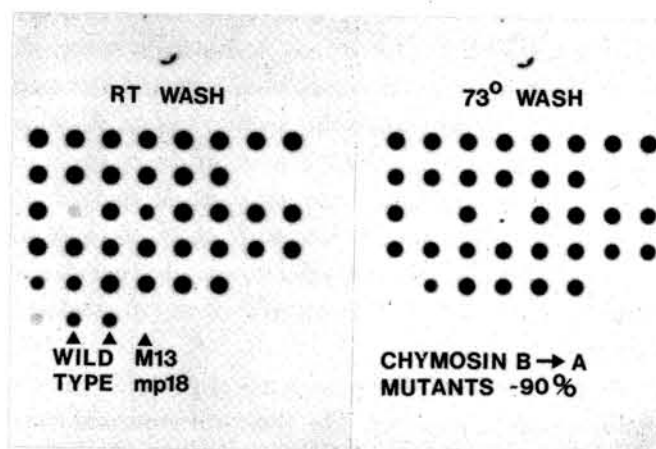 RT WASH
73° WASH
WILD M13
TYPE mp18
CHYMOSIN B → A
MUTANTS -90%